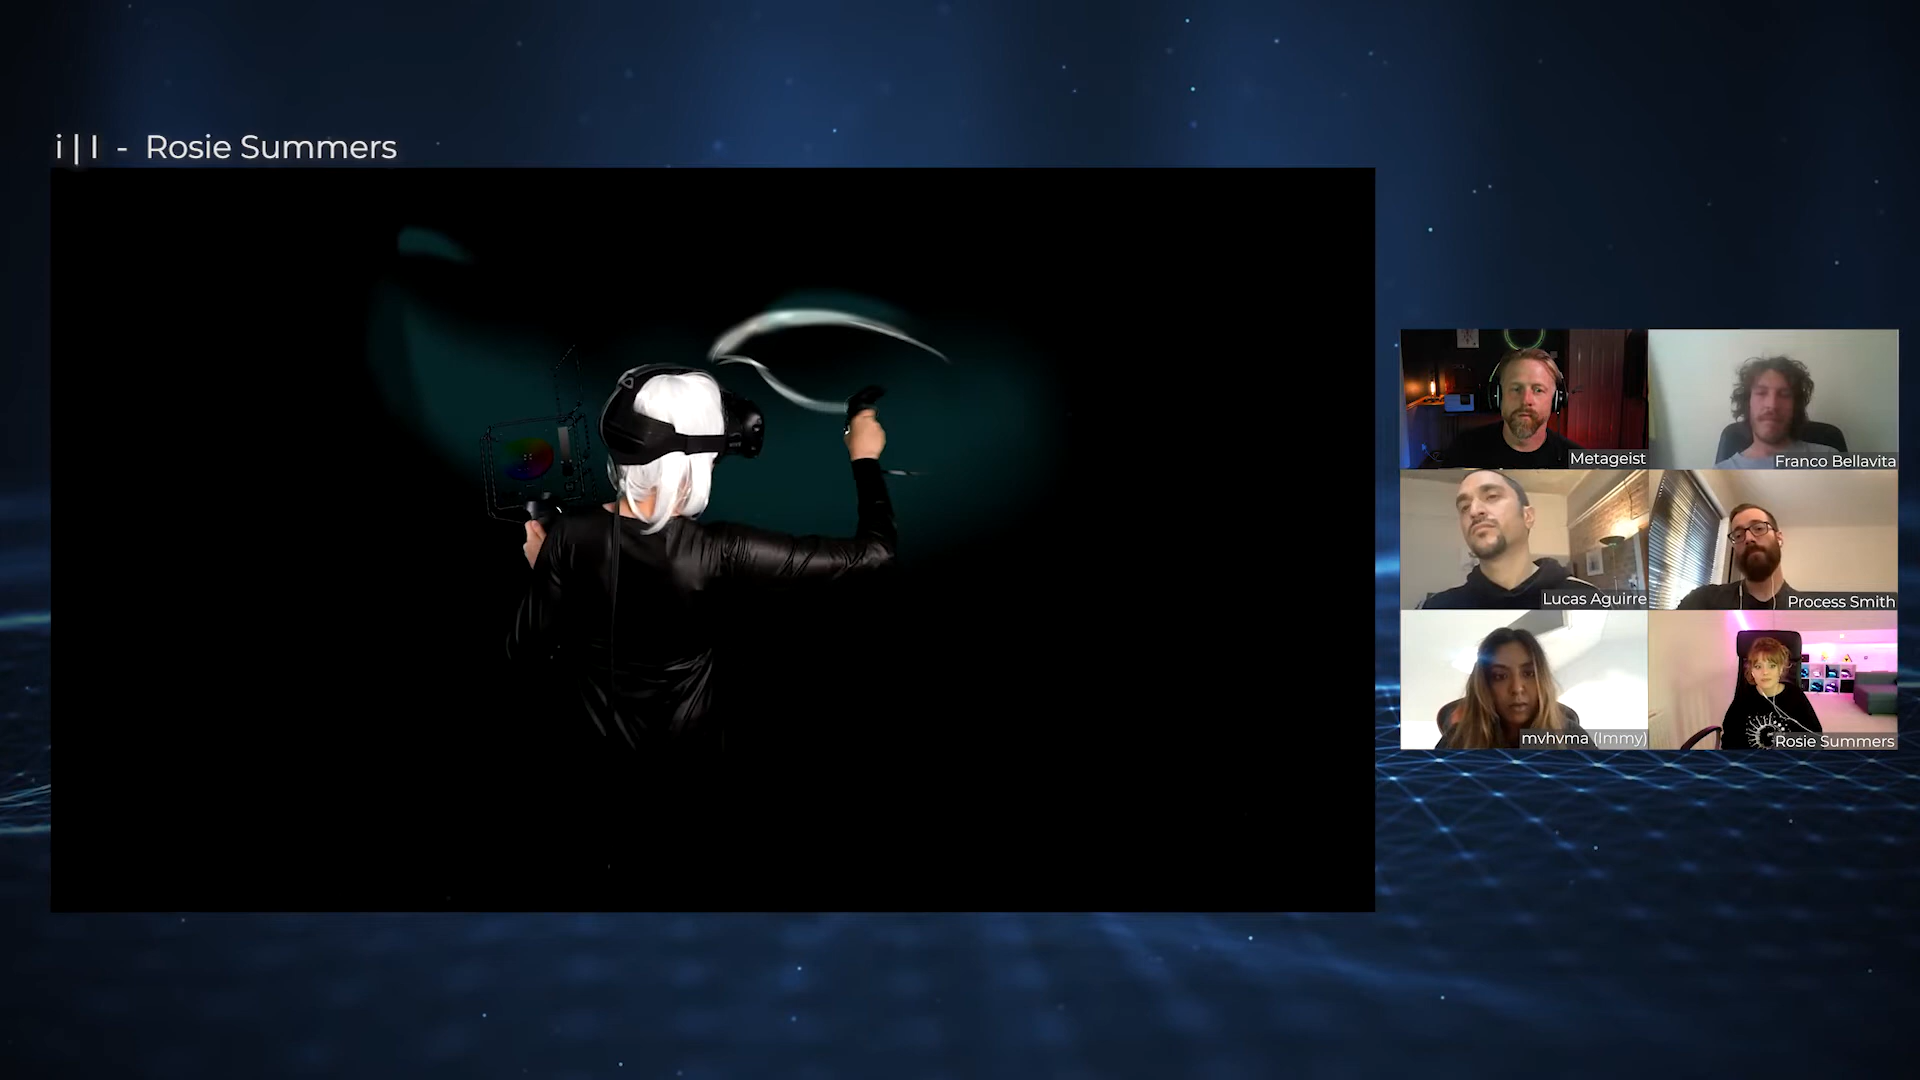 i | I - Rosie Summers
Metageist
Franco Bellavita
Lucas Aguirre
Process Smith
mvhvma (Immy)
Rosie Summers